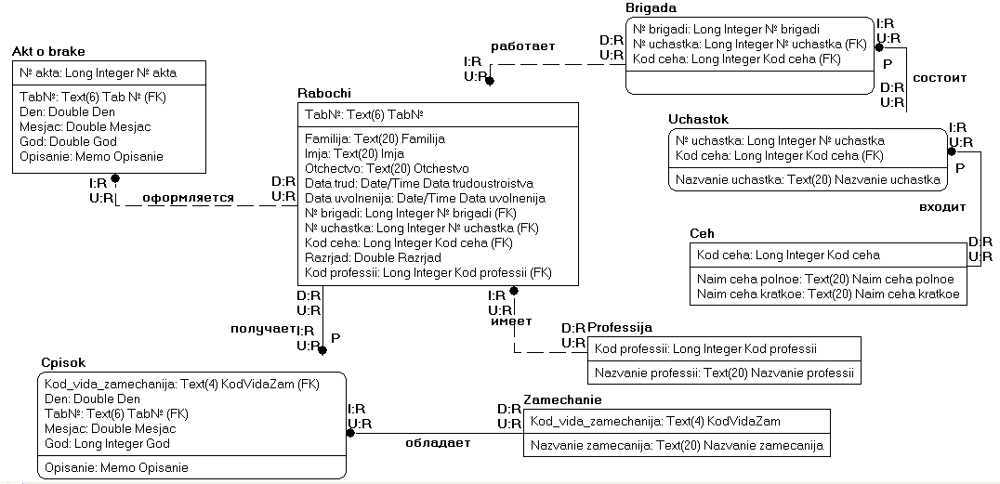 Akt o brake
№ akta: Long Integer № akta
TabNº: Text(6) Tab № (FK)
Den: Double Den
Mesjac: Double Mesjac
God: Double God
Opisanie: Memo Opisanie
I:R
U:R
оформляется
D:R
U:R
Rabochi
TabNº: Text(6) TabNº
Familija: Text(20) Familija
Imja: Text(20) Imja
Otchectvo: Text(20) Otchestvo
Data trud: Date/Time Data trudoustroistva
Data uvolnenija: Date/Time Data uvolnenija
№ brigadi: Long Integer № brigadi (FK)
№ uchastka: Long Integer № uchastka (FK)
Kod ceha: Long Integer Kod ceha (FK)
Razrjad: Double Razrjad
Kod professii: Long Integer Kod professii (FK)
I:R
U:R
работает
D:R
U:R
Brigada
№ brigadi: Long Integer № brigadi
№ uchastka: Long Integer № uchastka (FK)
Kod ceha: Long Integer Kod ceha (FK)
I:R
U:R
P
состоит
D:R
U:R
Uchastok
№ uchastka: Long Integer № uchastka
Kod ceha: Long Integer Kod ceha (FK)
Nazvanie uchastka: Text(20) Nazvanie uchastka
I:R
U:R
P
входит
D:R
U:R
Ceh
Kod ceha: Long Integer Kod ceha
Naim ceha polnoe: Text(20) Naim ceha polnoe
Naim ceha kratkoe: Text(20) Naim ceha kratkoe
D:R
U:R
получает
I:R
U:R
P
I:R
U:R
имеет
D:R
U:R
Professija
Kod professii: Long Integer Kod professii
Nazvanie professii: Text(20) Nazvanie professii
Cpisok
Kod_vida_zamechanija: Text(4) KodVidaZam (FK)
Den: Double Den
TabNº: Text(6) TabNº (FK)
Mesjac: Double Mesjac
God: Long Integer God
Opisanie: Memo Opisanie
I:R
U:R
обладает
D:R
U:R
Zamechanie
Kod_vida_zamechanija: Text(4) KodVidaZam
Nazvanie zamecanija: Text(20) Nazvanie zamecanija